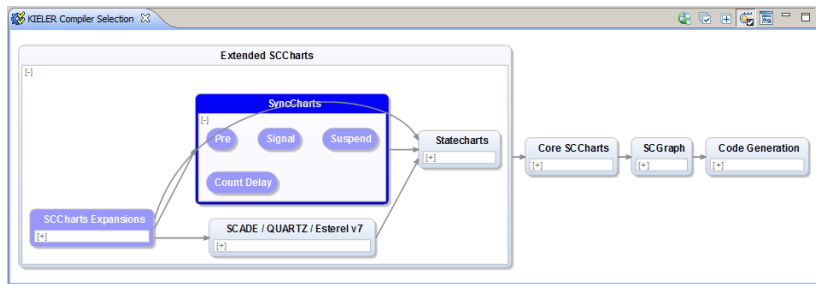 KIELER Compiler Selection
Extended SCCharts
[-]
SyncCharts
[-]
Pre
Signal
Suspend
Count Delay
Statecharts
[+]
Core SCCharts
[+]
SCGraph
[+]
Code Generation
[+]
SCCharts Expansions
[+]
SCADE / QUARTZ / Esterel v7
[+]